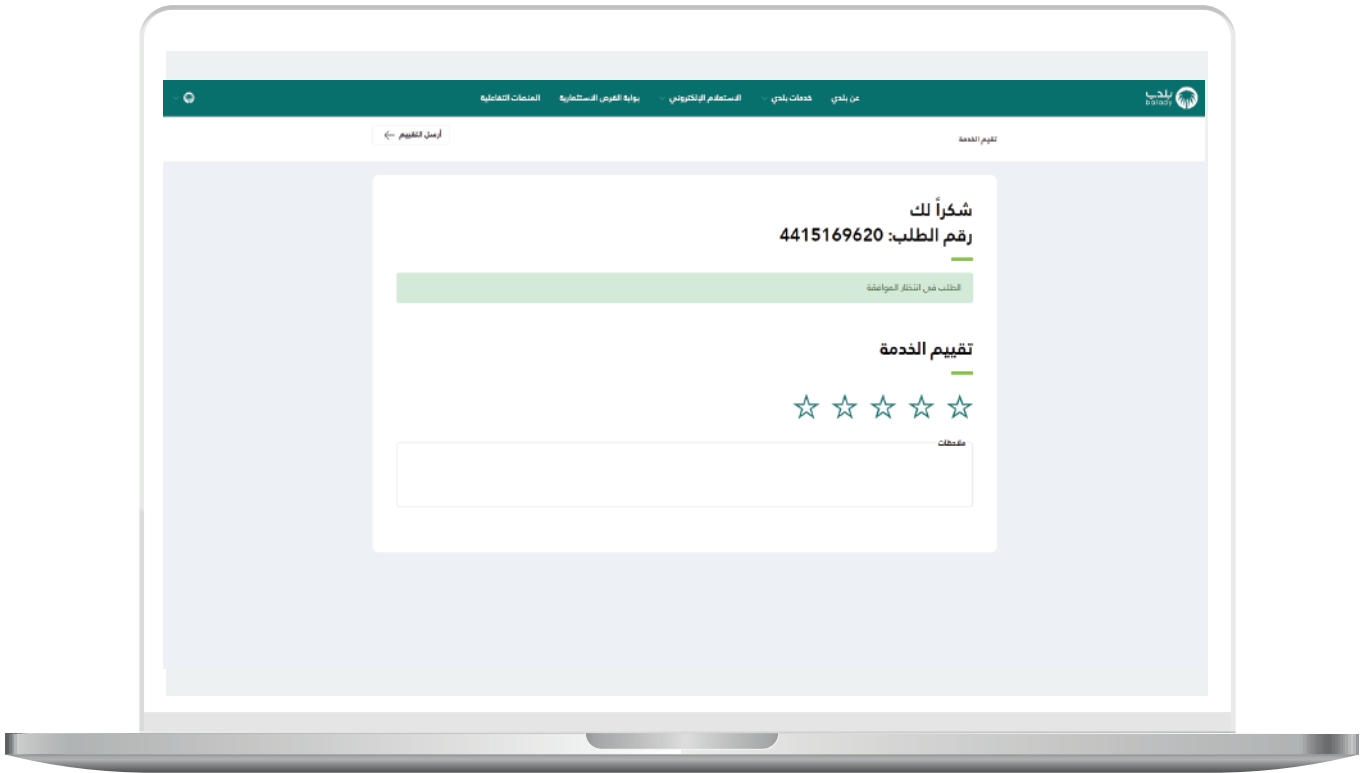 بلدي
balady
عن بلدي
خدمات بلدي
الاستعلام الإلكتروني
بوابة الفرص الاستثمارية
المنصات التفاعلية
تقيم الخدمة
أرسل التقييم
شكراً لك
رقم الطلب: 4415169620
الطلب في انتظار الموافقة
تقييم الخدمة
ملاحظات